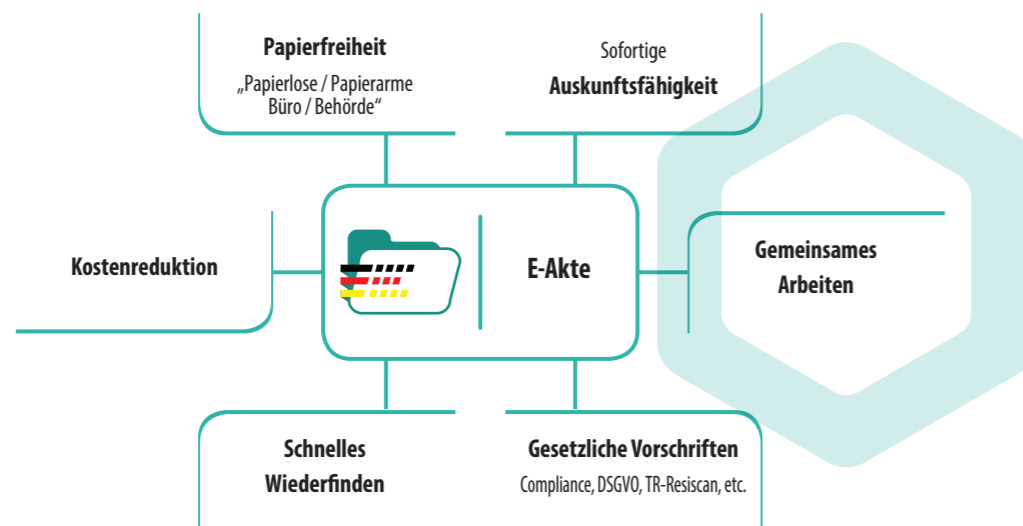 Papierfreiheit
„Papierlose / Papierarme
Büro / Behörde“
Sofortige
Auskunftsfähigkeit
Kostenreduktion
E-Akte
Gemeinsames
Arbeiten
Schnelles
Wiederfinden
Gesetzliche Vorschriften
Compliance, DSGVO, TR-Resiscan, etc.